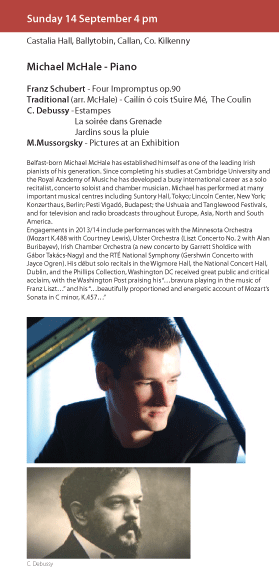 Sunday 14 September 4 pm
Castalia Hall, Ballytobin, Callan, Co. Kilkenny
Michael McHale - Piano
Franz Schubert - Four Impromptus op.90
Traditional (arr. McHale) - Cailín ó cois tSuire Mé, The Coulin
C. Debussy - Estampes
La soirée dans Grenade
Jardins sous la pluie
M.Mussorgsky - Pictures at an Exhibition
Belfast-born Michael McHale has established himself as one of the leading Irish
pianists of his generation. Since completing his studies at Cambridge University and
the Royal Academy of Music he has developed a busy international career as a solo
recitalist, concerto soloist and chamber musician. Michael has performed at many
important musical centres including Suntory Hall, Tokyo; Lincoln Center, New York;
Konzerthaus, Berlin; Pesti Vigadó, Budapest; the Ushuaia and Tanglewood Festivals,
and for television and radio broadcasts throughout Europe, Asia, North and South
America.
Engagements in 2013/14 include performances with the Minnesota Orchestra
(Mozart K.488 with Courtney Lewis), Ulster Orchestra (Liszt Concerto No. 2 with Alan
Buribayev), Irish Chamber Orchestra (a new concerto by Garrett Sholdice with
Gábor Takács-Nagy) and the RTÉ National Symphony (Gershwin Concerto with
Jayce Ogren). His début solo recitals in the Wigmore Hall, the National Concert Hall,
Dublin, and the Phillips Collection, Washington DC received great public and critical
acclaim, with the Washington Post praising his “…bravura playing in the music of
Franz Liszt…” and his “…beautifully proportioned and energetic account of Mozart’s
Sonata in C minor, K.457…”
C. Debussy